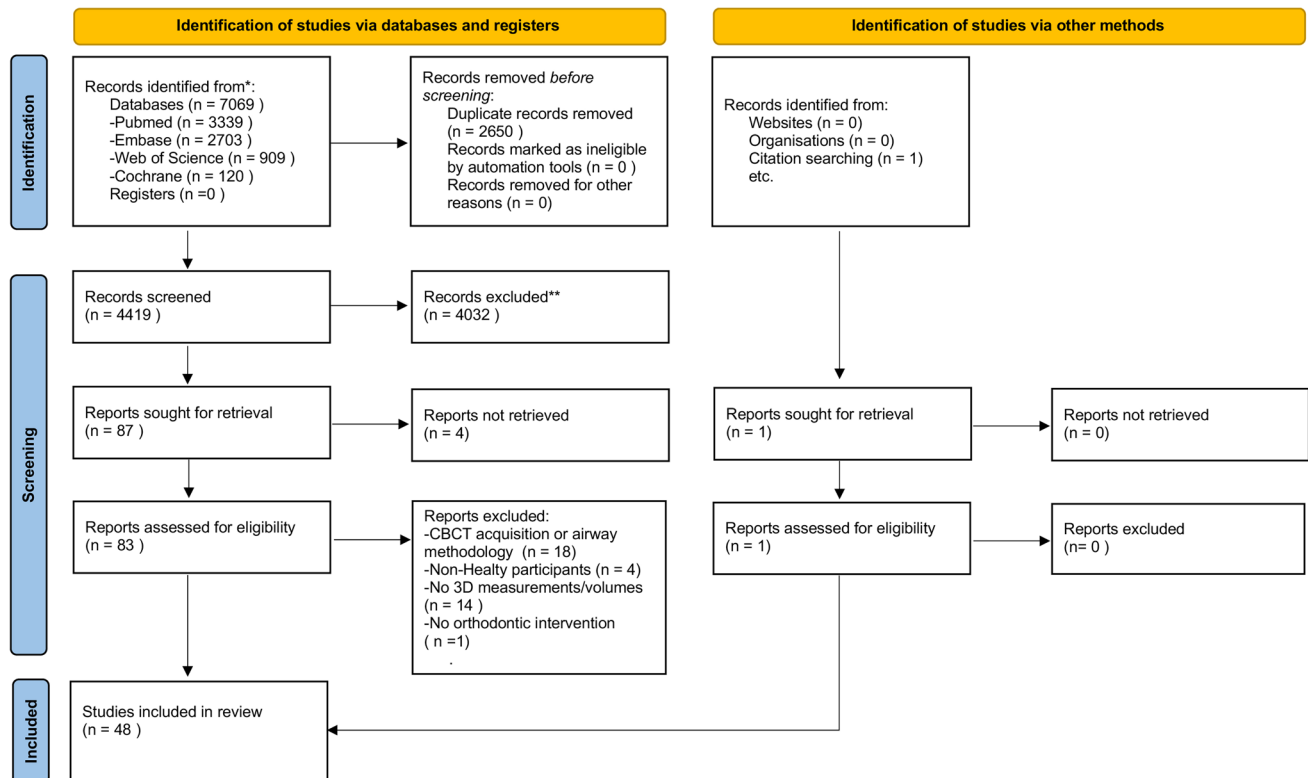 Identification of studies via databases and registers
Identification of studies via other methods
Identification
Records identified from*:
Databases (n = 7069 )
-Pubmed (n = 3339)
-Embase (n = 2703)
-Web of Science (n = 909 )
-Cochrane (n = 120 )
Registers (n =0 )
Records removed before
screening:
Duplicate records removed
(n = 2650 )
Records marked as ineligible
by automation tools (n = 0 )
Records removed for other
reasons (n = 0)
Records identified from:
Websites (n = 0)
Organisations (n = 0)
Citation searching (n = 1)
etc.
Screening
Records screened
(n = 4419 )
Records excluded**
(n = 4032 )
Reports sought for retrieval
(n = 87 )
Reports not retrieved
(n = 4)
Reports sought for retrieval
(n = 1)
Reports not retrieved
(n = 0)
Reports assessed for eligibility
(n = 83 )
Reports excluded:
-CBCT acquisition or airway
methodology (n = 18)
-Non-Healty participants (n = 4)
-No 3D measurements/volumes
(n = 14 )
-No orthodontic intervention
( n =1)
.
Reports assessed for eligibility
(n = 1)
Reports excluded
(n= 0 )
Included
Studies included in review
(n = 48 )